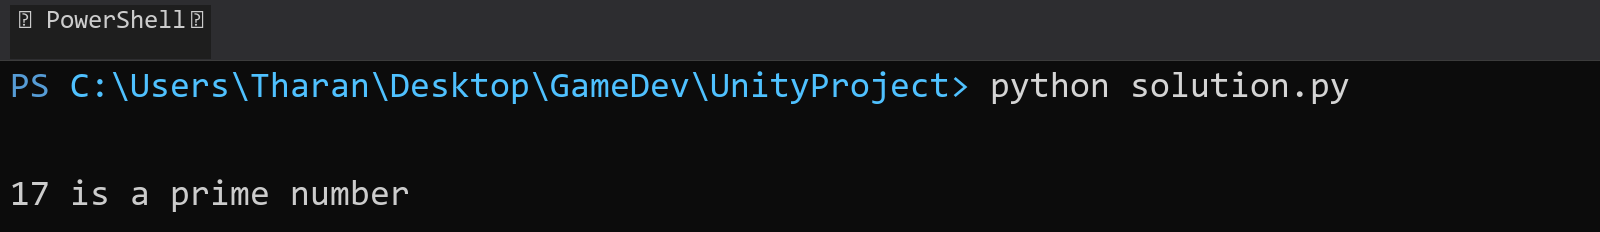 PowerShell
PS C:\Users\Tharan\Desktop\GameDev\UnityProject> python solution.py
17 is a prime number